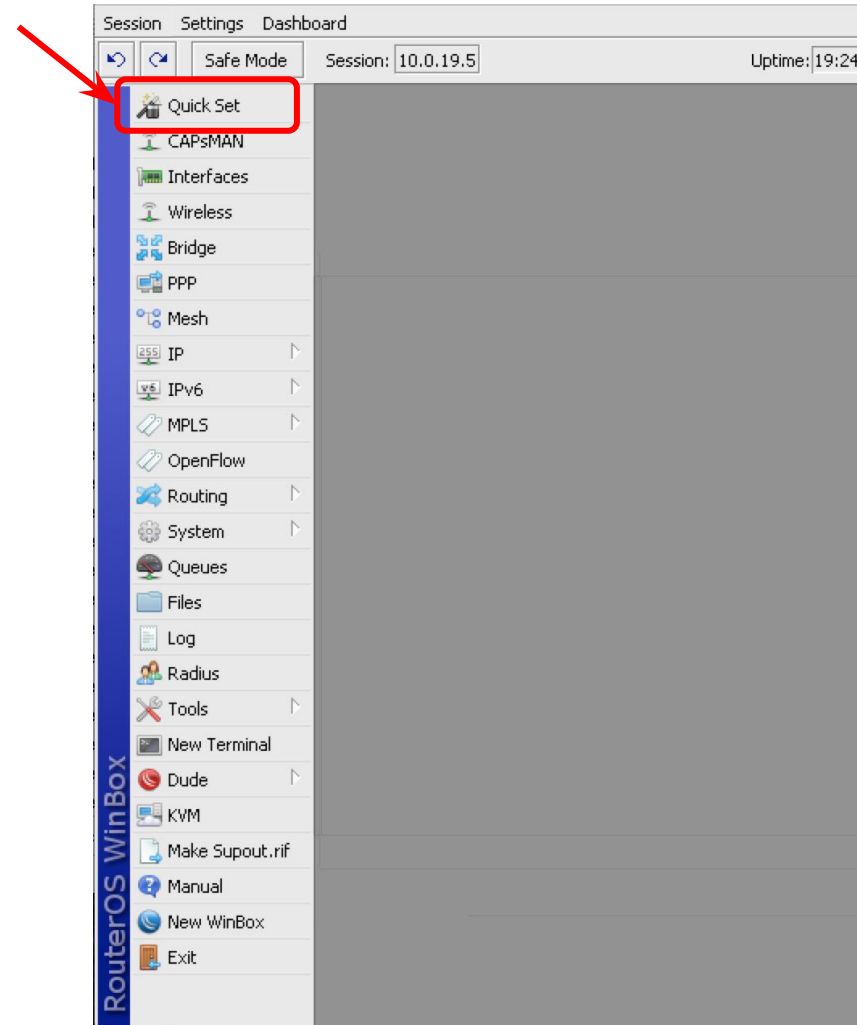 Session Settings Dashboard
Safe Mode Session: 10.0.19.5 Uptime: 19:24
Quick Set
CAPsMAN
Interfaces
Wireless
Bridge
PPP
Mesh
255 IP
v6 IPv6
MPLS
OpenFlow
Routing
System
Queues
Files
Log
Radius
Tools
New Terminal
Dude
KVM
Make Supout.rif
Manual
New WinBox
Exit
RouterOS WinBox